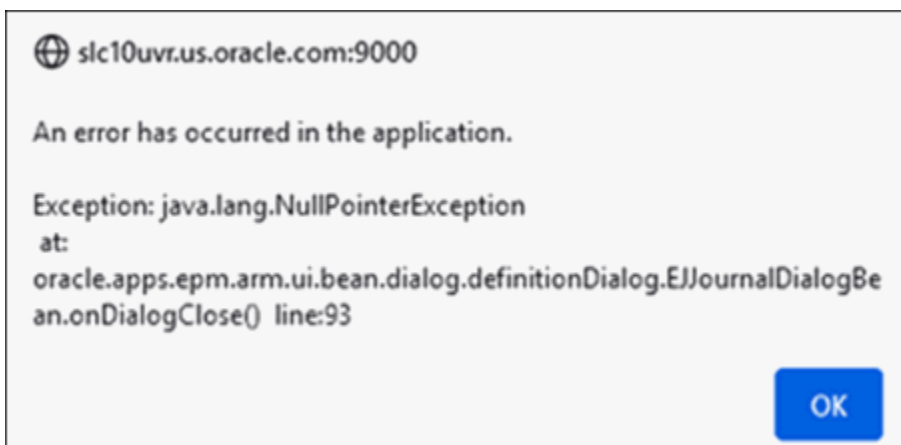 slc10uvr.us.oracle.com:9000
An error has occurred in the application.
Exception: java.lang.NullPointerException
at:
oracle.apps.epm.arm.ui.bean.dialog.definitionDialog.EJJournalDialogBe
an.onDialogClose() line:93
OK